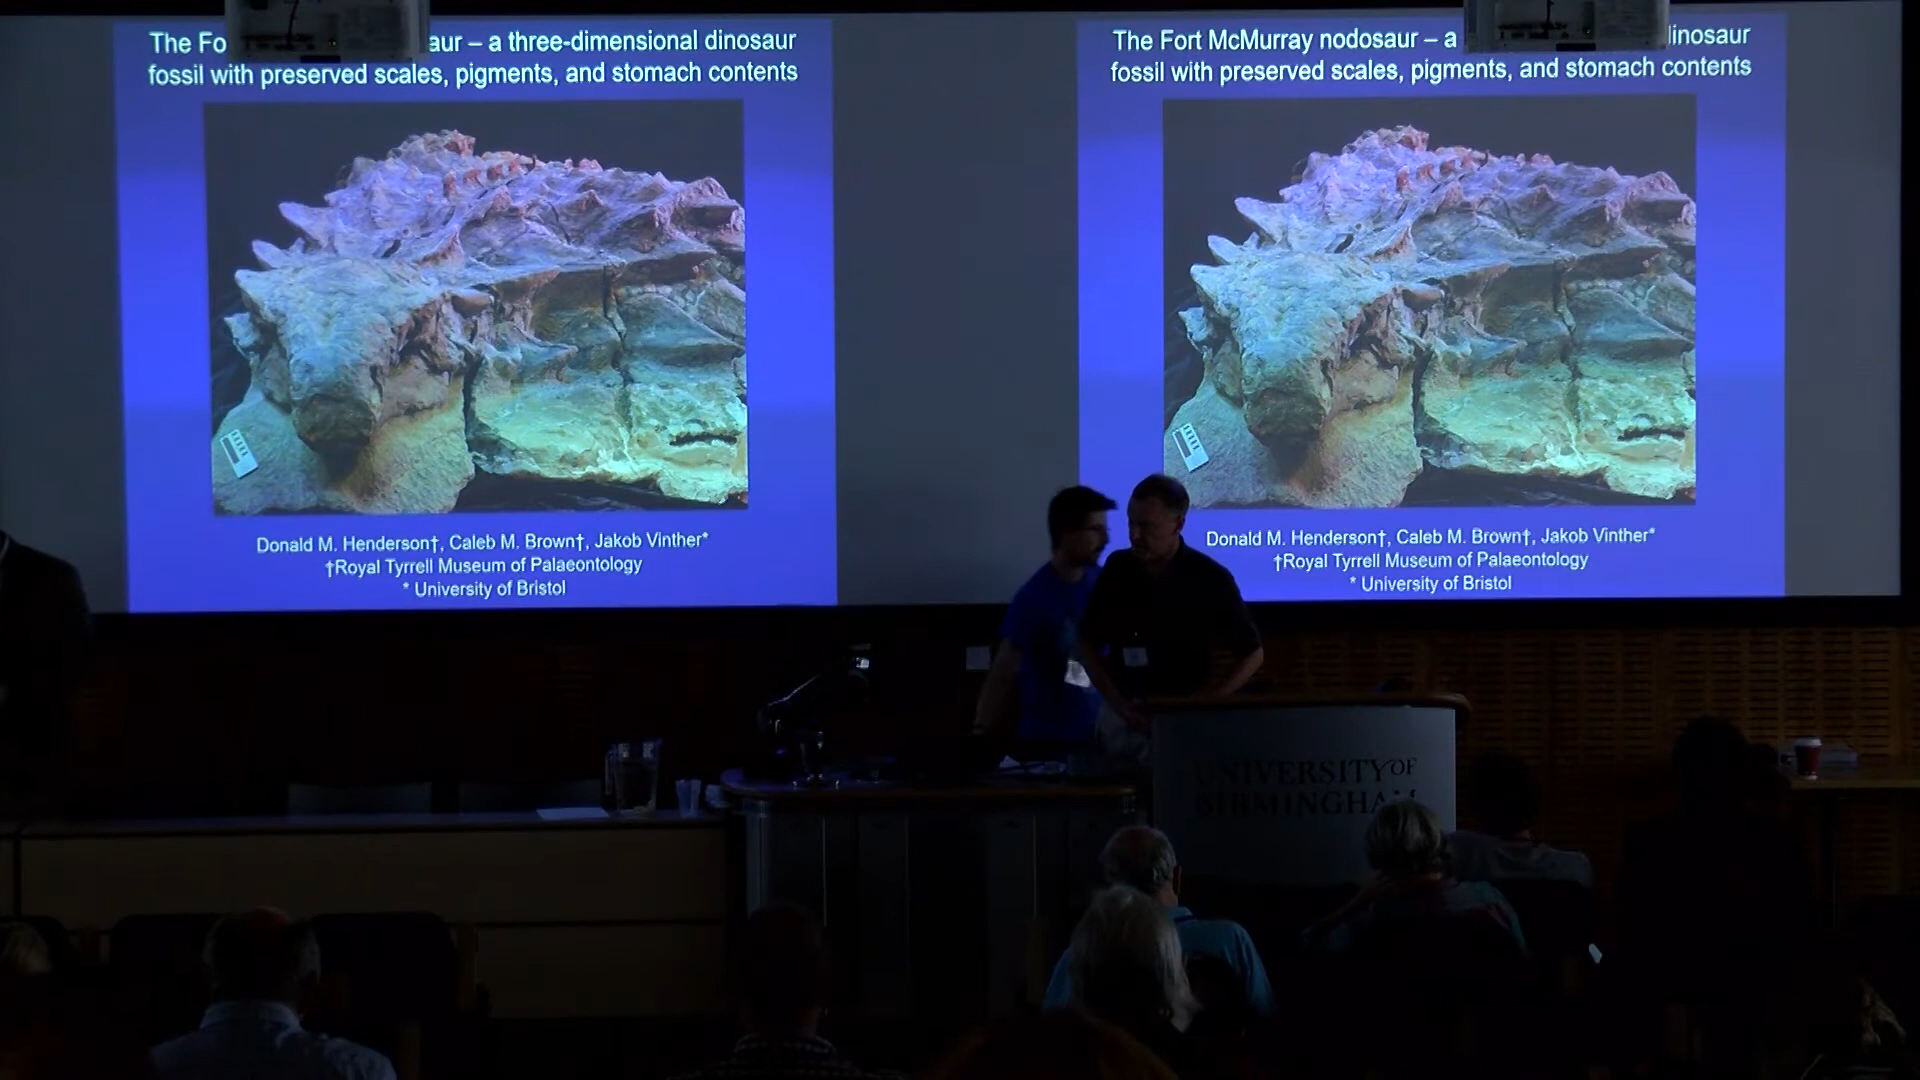 The Fo aur – a three-dimensional dinosaur
fossil with preserved scales, pigments, and stomach contents
Donald M. Henderson†, Caleb M. Brown†, Jakob Vinther*
†Royal Tyrrell Museum of Palaeontology
* University of Bristol
The Fort McMurray nodosaur – a dinosaur
fossil with preserved scales, pigments, and stomach contents
Donald M. Henderson†, Caleb M. Brown†, Jakob Vinther*
†Royal Tyrrell Museum of Palaeontology
* University of Bristol
UNIVERSITY OF
BIRMINGHAM